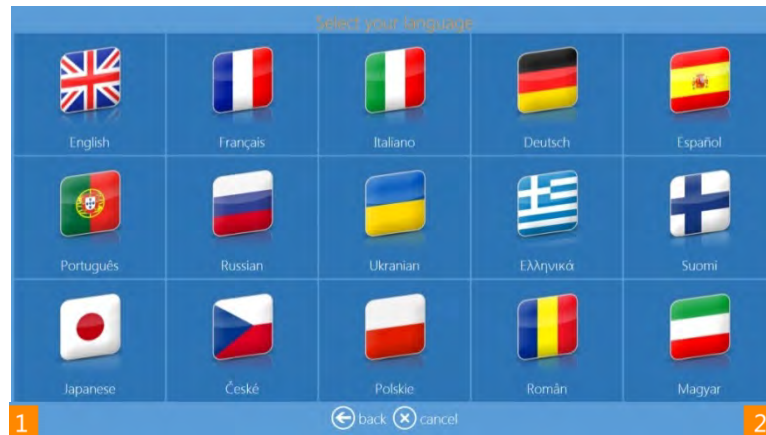 Select your language
English Français Italiano Deutsch Español
Português Russian Ukranian Ελληνικά Suomi
Japanese České Polskie Român Magyar
1 back cancel 2